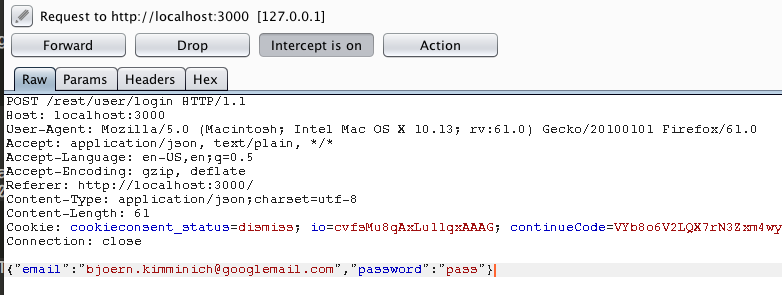 Request to http://localhost:3000 [127.0.0.1]
Forward Drop Intercept is on Action
Raw Params Headers Hex
POST /rest/user/login HTTP/1.1
Host: localhost:3000
User-Agent: Mozilla/5.0 (Macintosh; Intel Mac OS X 10.13; rv:61.0) Gecko/20100101 Firefox/61.0
Accept: application/json, text/plain, */*
Accept-Language: en-US,en;q=0.5
Accept-Encoding: gzip, deflate
Referer: http://localhost:3000/
Content-Type: application/json;charset=utf-8
Content-Length: 61
Cookie: cookieconsent_status=dismiss; io=cvfsMu8qAxLu1lqxAAAG; continueCode=VYb8o6V2LQX7rN3Zxm4wy
Connection: close
{"email":"bjoern.kimminich@googlemail.com","password":"pass"}